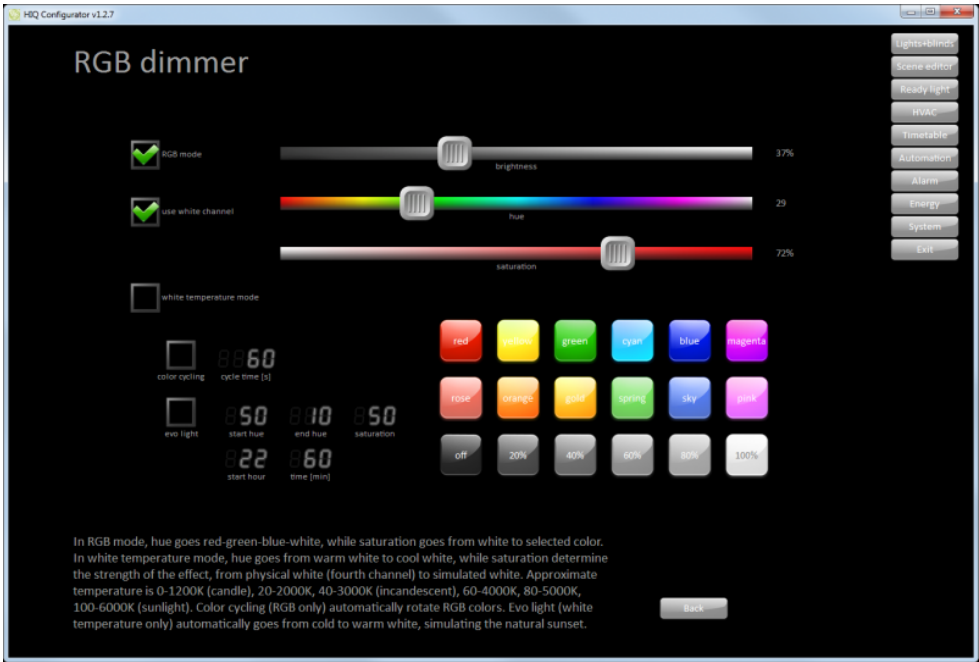 HIQ Configurator v1.2.7
RGB dimmer
Lights+blinds
Scene editor
Ready light
HVAC
Timetable
Automation
Alarm
Energy
System
Exit
RGB mode
brightness
37%
use white channel
hue
29
saturation
72%
white temperature mode
color cycling
60
cycle time [s]
evo light
50
start hue
10
end hue
50
saturation
22
start hour
60
time [min]
red
yellow
green
cyan
blue
magenta
rose
orange
gold
spring
sky
pink
off
20%
40%
60%
80%
100%
In RGB mode, hue goes red-green-blue-white, while saturation goes from white to selected color.
In white temperature mode, hue goes from warm white to cool white, while saturation determine
the strength of the effect, from physical white (fourth channel) to simulated white. Approximate
temperature is 0-1200K (candle), 20-2000K, 40-3000K (incandescent), 60-4000K, 80-5000K,
100-6000K (sunlight). Color cycling (RGB only) automatically rotate RGB colors. Evo light (white
temperature only) automatically goes from cold to warm white, simulating the natural sunset.
Back